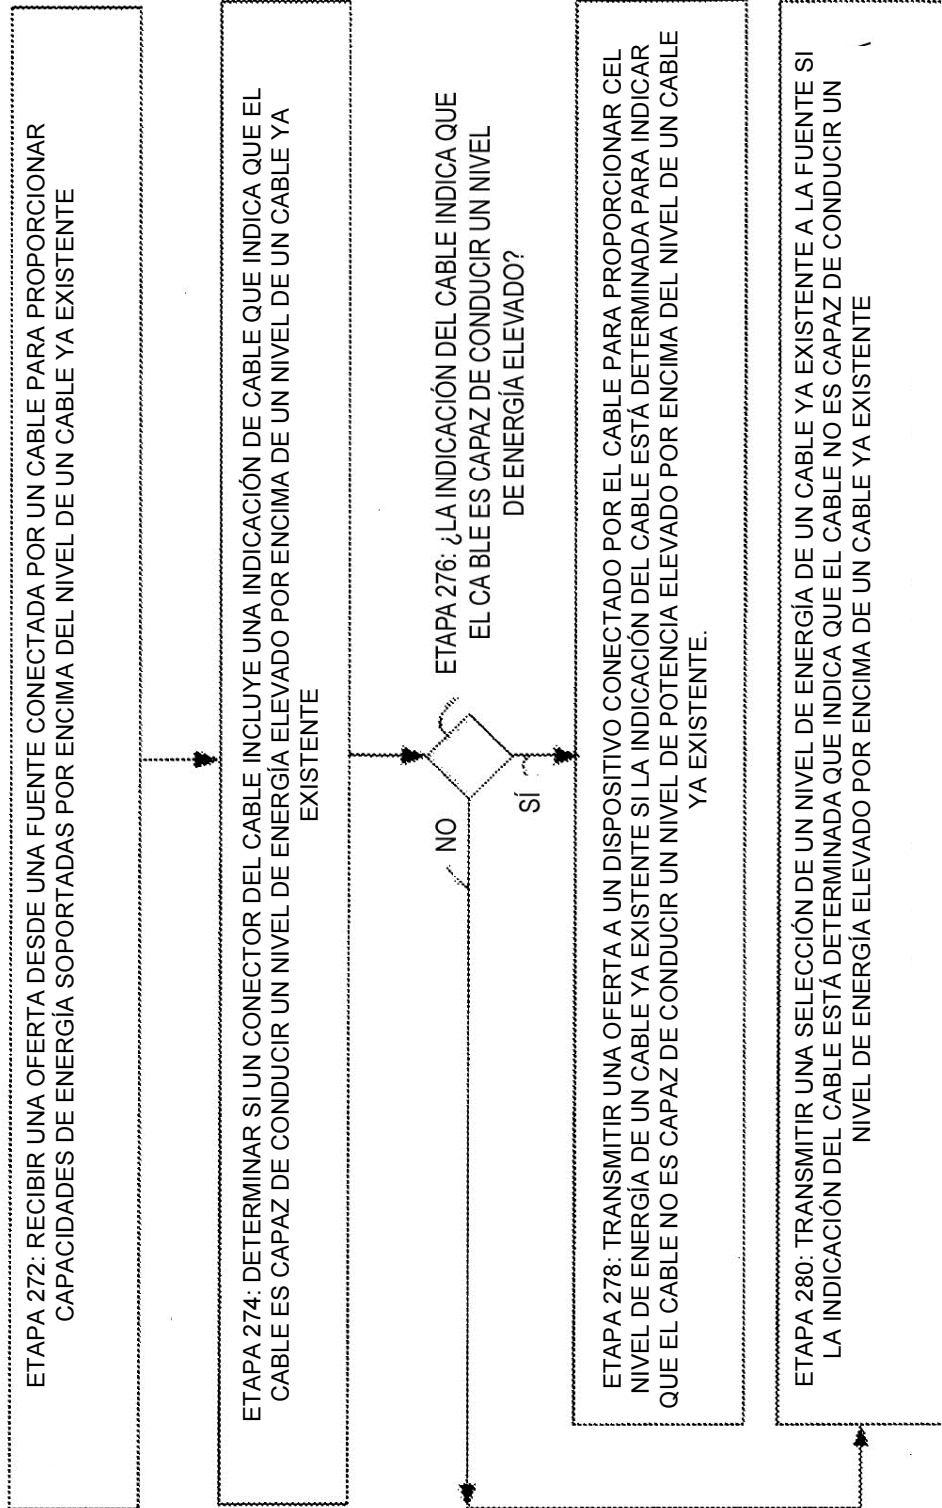 ETAPA 272: RECIBIR UNA OFERTA DESDE UNA FUENTE CONECTADA POR UN CABLE PARA PROPORCIONAR
CAPACIDADES DE ENERGÍA SOPORTADAS POR ENCIMA DEL NIVEL DE UN CABLE YA EXISTENTE
ETAPA 274: DETERMINAR SI UN CONECTOR DEL CABLE INCLUYE UNA INDICACIÓN DE CABLE QUE INDICA QUE EL
CABLE ES CAPAZ DE CONDUCIR UN NIVEL DE ENERGÍA ELEVADO POR ENCIMA DE UN NIVEL DE UN CABLE YA
EXISTENTE
ETAPA 276: ¿LA INDICACIÓN DEL CABLE INDICA QUE
EL CA BLE ES CAPAZ DE CONDUCIR UN NIVEL
DE ENERGÍA ELEVADO?
NO
SÍ
ETAPA 278: TRANSMITIR UNA OFERTA A UN DISPOSITIVO CONECTADO POR EL CABLE PARA PROPORCIONAR CEL
NIVEL DE ENERGÍA DE UN CABLE YA EXISTENTE SI LA INDICACIÓN DEL CABLE ESTÁ DETERMINADA PARA INDICAR
QUE EL CABLE NO ES CAPAZ DE CONDUCIR UN NIVEL DE POTENCIA ELEVADO POR ENCIMA DEL NIVEL DE UN CABLE
YA EXISTENTE.
ETAPA 280: TRANSMITIR UNA SELECCIÓN DE UN NIVEL DE ENERGÍA DE UN CABLE YA EXISTENTE A LA FUENTE SI
LA INDICACIÓN DEL CABLE ESTÁ DETERMINADA QUE INDICA QUE EL CABLE NO ES CAPAZ DE CONDUCIR UN
NIVEL DE ENERGÍA ELEVADO POR ENCIMA DE UN CABLE YA EXISTENTE